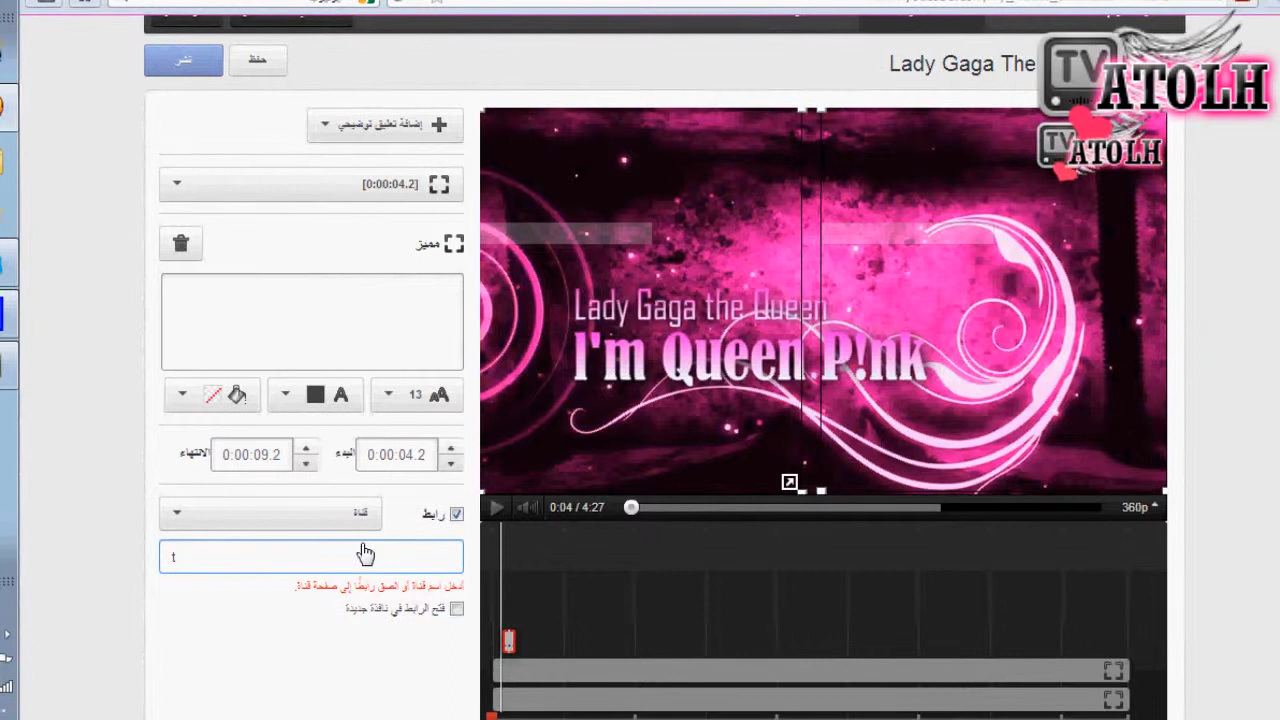 نشر
حفظ
Lady Gaga The
TV
ATOLH
TV
ATOLH
إضافة تعليق توضيحي
[0:00:04.2]
مميز
Lady Gaga the Queen
I'm Queen P!nk
13
البدء 0:00:04.2 الانتهاء 0:00:09.2
0:04 / 4:27
360p
رابط
قناة
t
أدخل اسم قناة أو الصق رابطًا إلى صفحة قناة.
فتح الرابط في نافذة جديدة